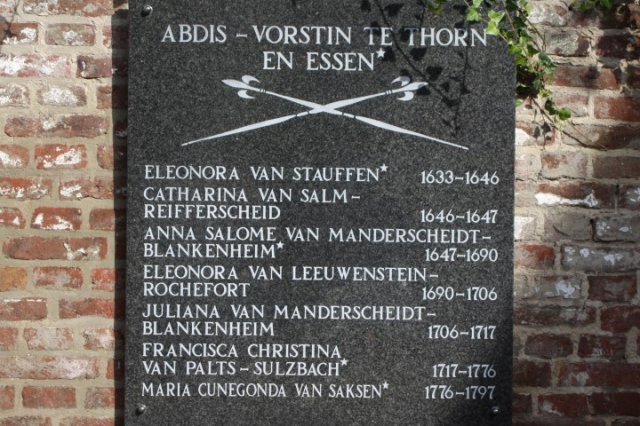 ABDIS - VORSTIN TE THORN
EN ESSEN*
ELEONORA VAN STAUFFEN* 1633-1646
CATHARINA VAN SALM-
REIFFERSCHEID 1646-1647
ANNA SALOME VAN MANDERSCHEIDT-
BLANKENHEIM* 1647-1690
ELEONORA VAN LEEUWENSTEIN-
ROCHEFORT 1690-1706
JULIANA VAN MANDERSCHEIDT-
BLANKENHEIM 1706-1717
FRANCISCA CHRISTINA
VAN PALTS-SULZBACH* 1717-1776
MARIA CUNEGONDA VAN SAKSEN* 1776-1797